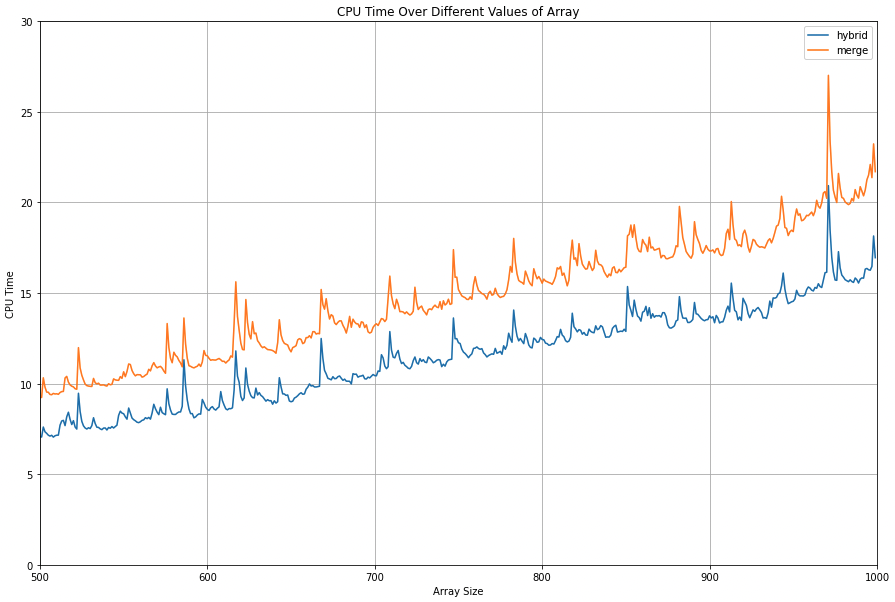 CPU Time Over Different Values of Array
30
25
20
15
10
5
0
CPU Time
hybrid
merge
500
600
700
800
900
1000
Array Size